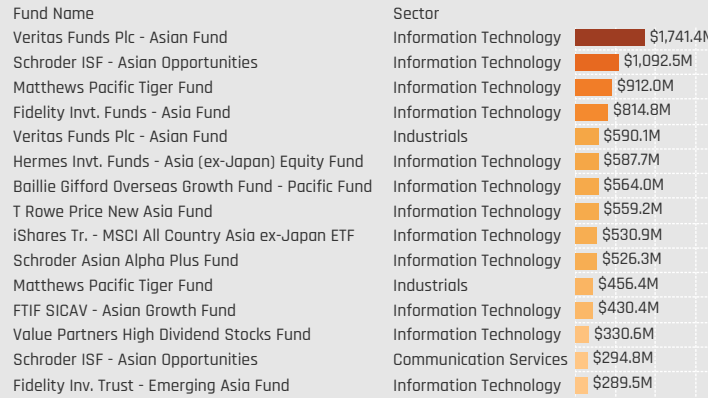 Fund Name Sector
Veritas Funds Plc - Asian Fund Information Technology $1,741.4M
Schroder ISF - Asian Opportunities Information Technology $1,092.5M
Matthews Pacific Tiger Fund Information Technology $912.0M
Fidelity Invt. Funds - Asia Fund Information Technology $814.8M
Veritas Funds Plc - Asian Fund Industrials $590.1M
Hermes Invt. Funds - Asia (ex-Japan) Equity Fund Information Technology $587.7M
Baillie Gifford Overseas Growth Fund - Pacific Fund Information Technology $564.0M
T Rowe Price New Asia Fund Information Technology $559.2M
iShares Tr. - MSCI All Country Asia ex-Japan ETF Information Technology $530.9M
Schroder Asian Alpha Plus Fund Information Technology $526.3M
Matthews Pacific Tiger Fund Industrials $456.4M
FTIF SICAV - Asian Growth Fund Information Technology $430.4M
Value Partners High Dividend Stocks Fund Information Technology $330.6M
Schroder ISF - Asian Opportunities Communication Services $294.8M
Fidelity Inv. Trust - Emerging Asia Fund Information Technology $289.5M